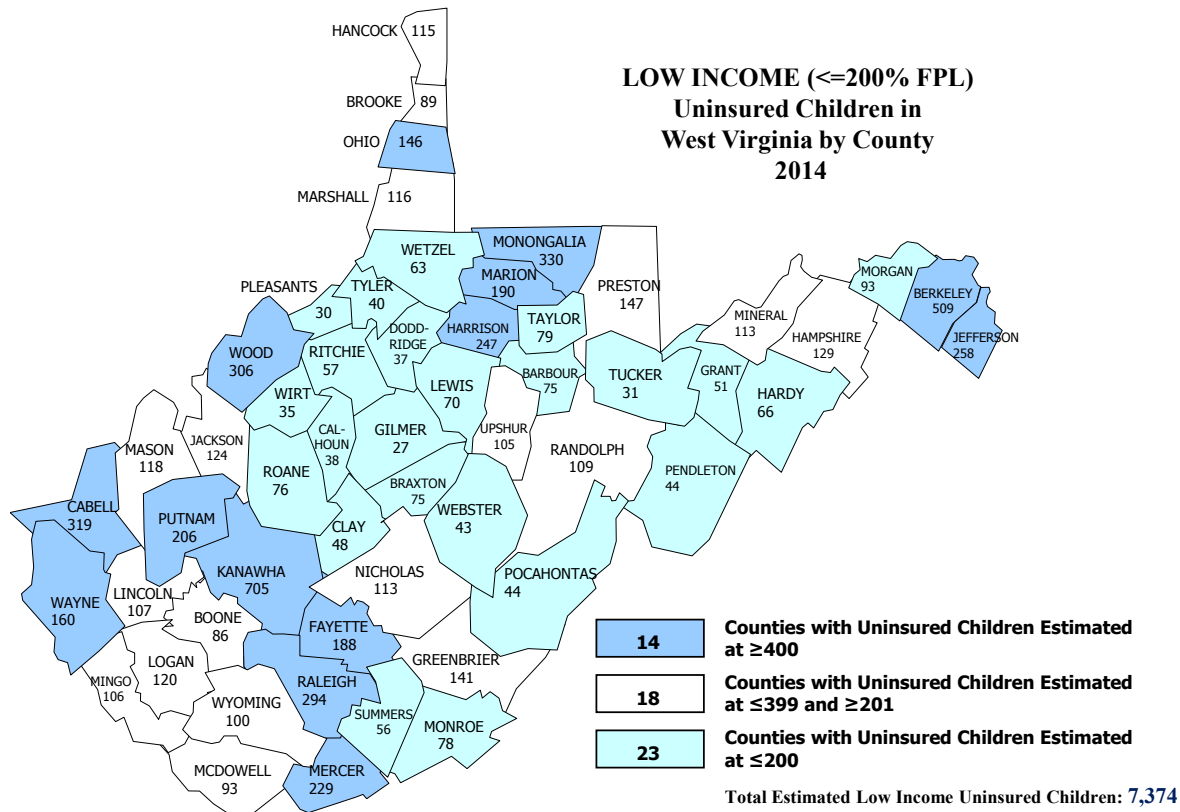 HANCOCK 115
LOW INCOME (<=200% FPL)
Uninsured Children in
West Virginia by County
2014
BROOKE 89
OHIO 146
MARSHALL 116
WETZEL
63
MONONGALIA
330
MARION
190
PRESTON
147
MORGAN
93
BERKELEY
509
JEFFERSON
258
PLEASANTS
30
TYLER
40
DODD-
RIDGE
37
HARRISON
247
TAYLOR
79
MINERAL
113
HAMPSHIRE
129
WOOD
306
RITCHIE
57
LEWIS
70
BARBOUR
75
TUCKER
31
GRANT
51
HARDY
66
WIRT
35
CAL-
HOUN
38
GILMER
27
UPSHUR
105
RANDOLPH
109
PENDLETON
44
MASON
118
JACKSON
124
ROANE
76
BRAXTON
75
WEBSTER
43
CABELL
319
PUTNAM
206
CLAY
48
KANAWHA
705
NICHOLAS
113
POCAHONTAS
44
WAYNE
160
LINCOLN
107
BOONE
86
FAYETTE
188
GREENBRIER
141
MINGO
106
LOGAN
120
WYOMING
100
RALEIGH
294
SUMMERS
56
MONROE
78
MCDOWELL
93
MERCER
229
14 Counties with Uninsured Children Estimated
at ≥400
18 Counties with Uninsured Children Estimated
at ≤399 and ≥201
23 Counties with Uninsured Children Estimated
at ≤200
Total Estimated Low Income Uninsured Children: 7,374